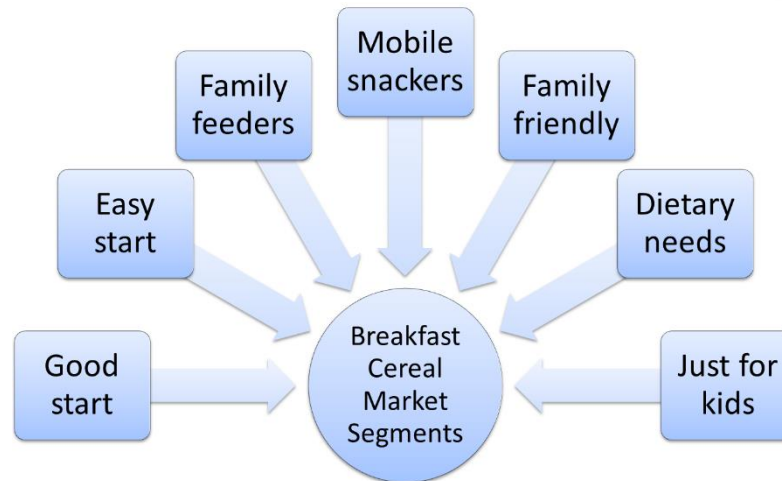 Mobile
snackers
Family
feeders
Family
friendly
Easy
start
Dietary
needs
Good
start
Breakfast
Cereal
Market
Segments
Just for
kids